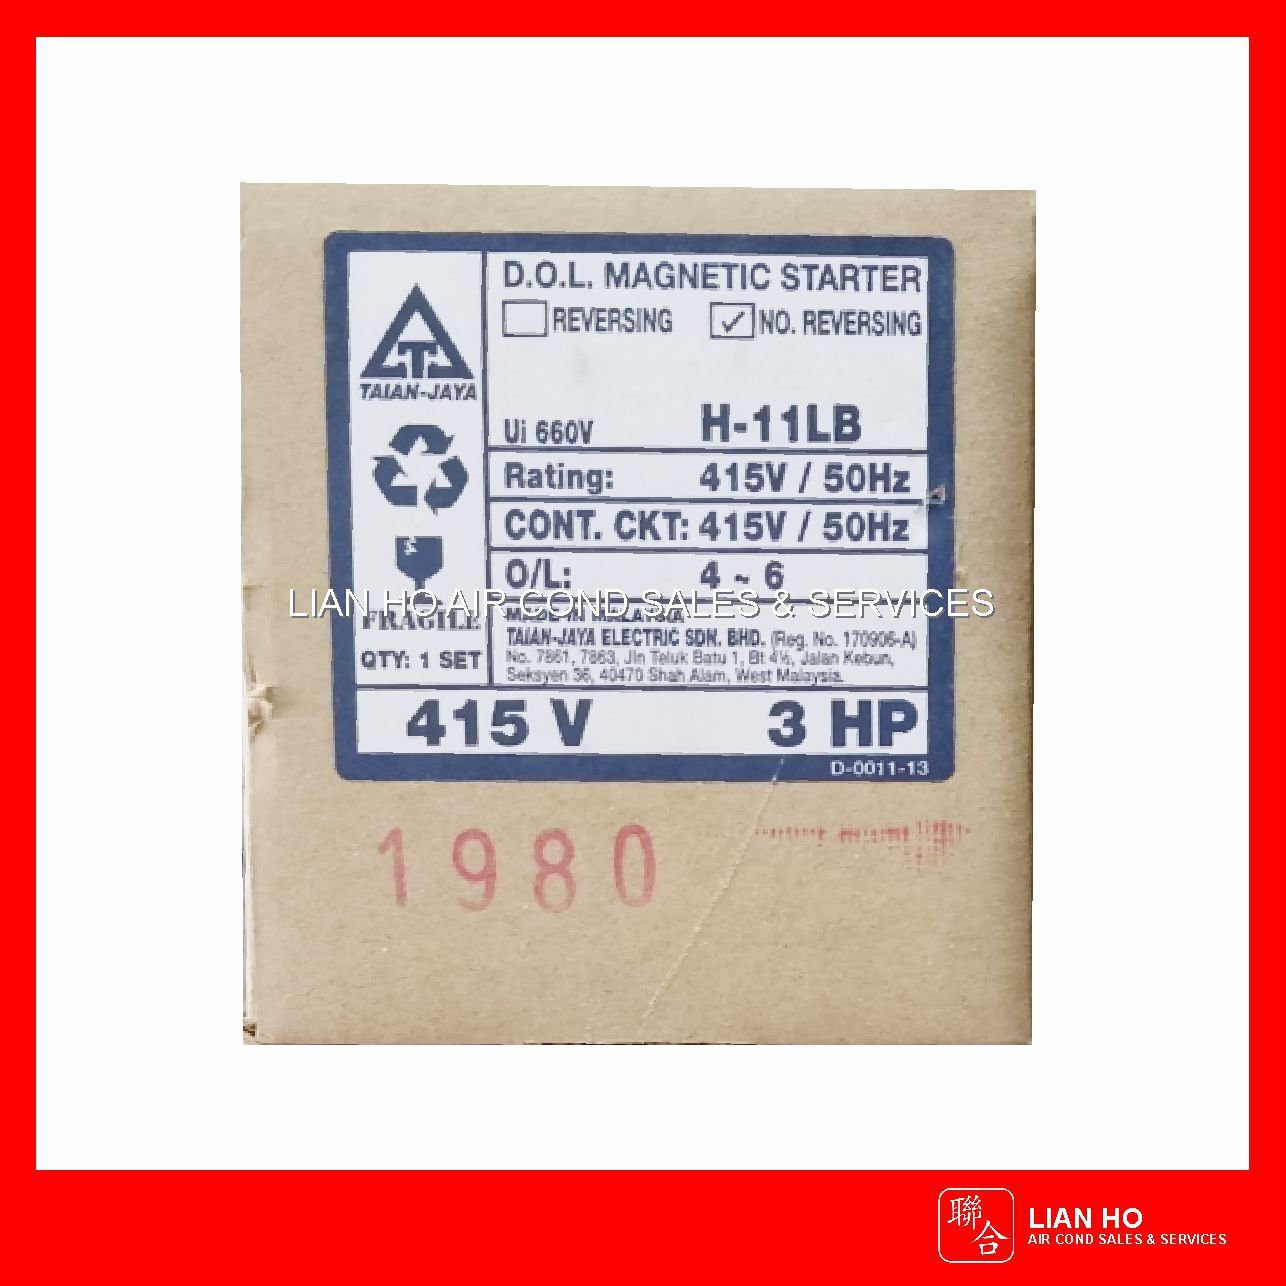 D.O.L. MAGNETIC STARTER
REVERSING
NO. REVERSING
TAIAN-JAYA
Ui 660V H-11LB
Rating: 415V / 50Hz
CONT. CKT: 415V / 50Hz
O/L: 4 ~ 6
LIAN HO AIR COND SALES & SERVICES
FRAGILE
QTY: 1 SET
MADE IN MALAYSIA
TAIAN-JAYA ELECTRIC SDN. BHD. (Reg. No. 170906-A)
No. 7861, 7863, Jln Teluk Batu 1, Bt 4½, Jalan Kebun,
Seksyen 36, 40470 Shah Alam, West Malaysia.
415 V 3 HP
D-0011-13
1980
聯合
LIAN HO
AIR COND SALES & SERVICES